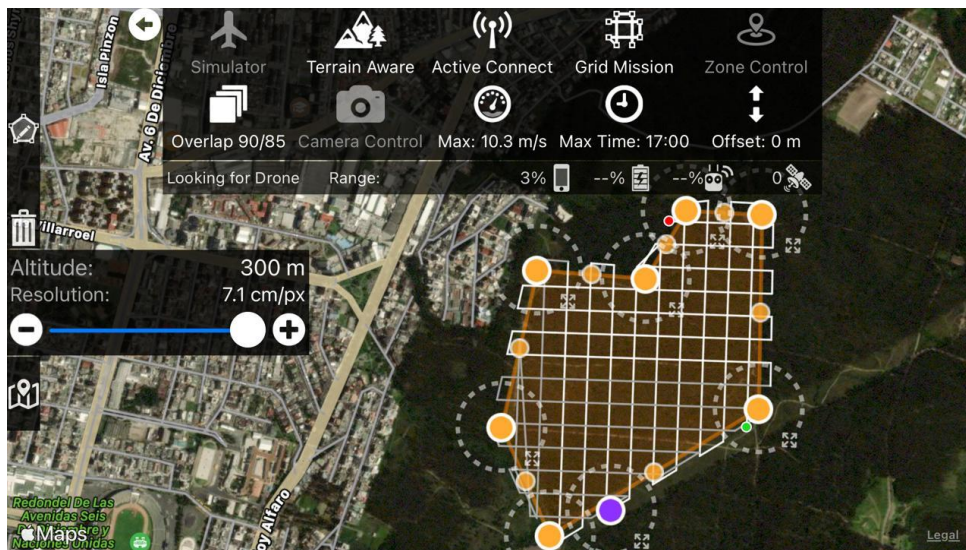 Simulator
Terrain Aware
Active Connect
Grid Mission
Zone Control
Overlap 90/85
Camera Control
Max: 10.3 m/s
Max Time: 17:00
Offset: 0 m
Looking for Drone
Range:
3%
--%
--%
0
Isla Pinzon
Av. 6 De Diciembre
Villarroel
Altitude:
300 m
Resolution:
7.1 cm/px
oy Alfaro
Redondel De Las
Avenidas Seis
Naciones Unidas
Maps
Legal